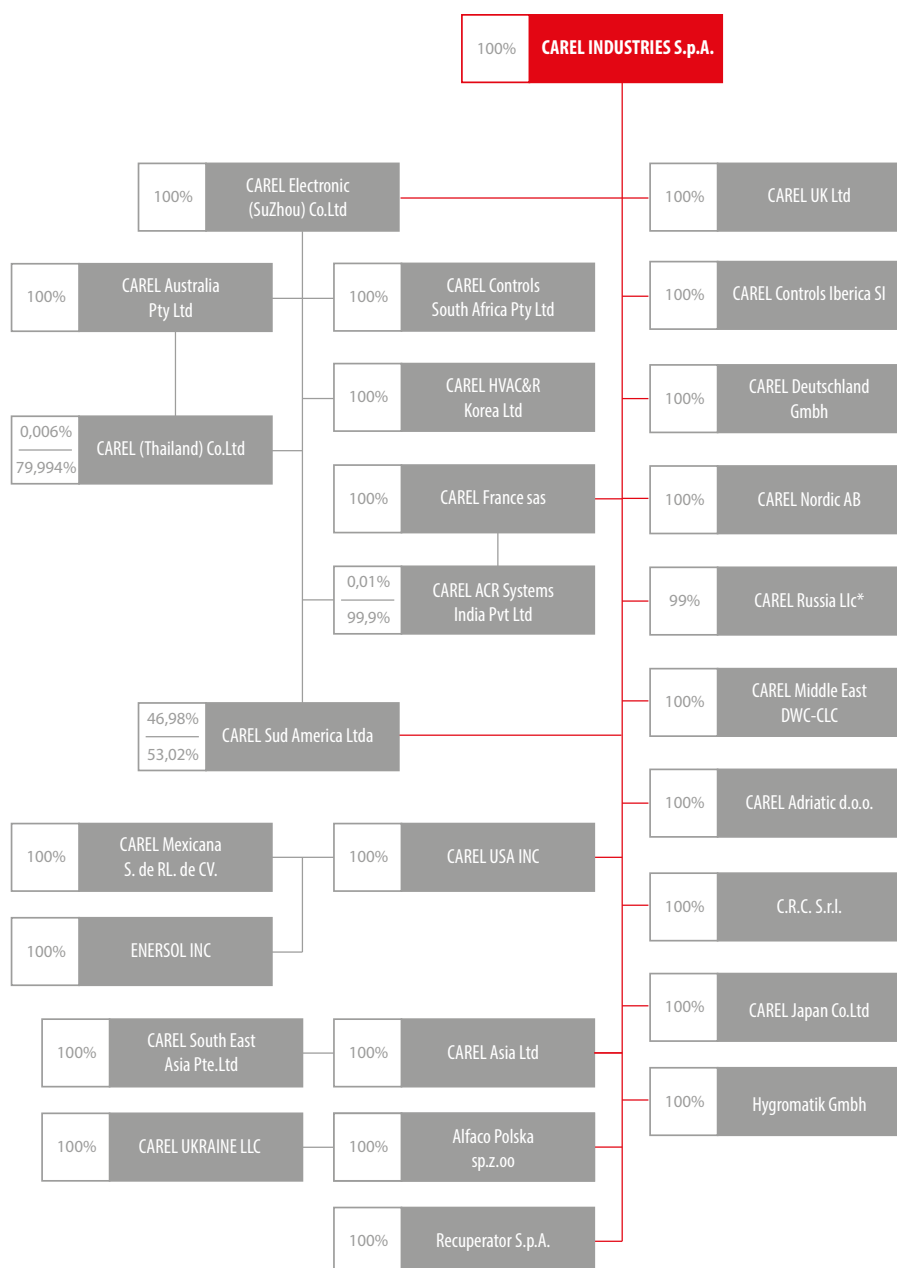 100%
CAREL INDUSTRIES S.p.A.
100%
CAREL Electronic
(SuZhou) Co.Ltd
100%
CAREL UK Ltd
100%
CAREL Australia
Pty Ltd
100%
CAREL Controls
South Africa Pty Ltd
100%
CAREL Controls Iberica Sl
100%
CAREL HVAC&R
Korea Ltd
100%
CAREL Deutschland
Gmbh
0,006%
79,994%
CAREL (Thailand) Co.Ltd
100%
CAREL France sas
100%
CAREL Nordic AB
0,01%
99,9%
CAREL ACR Systems
India Pvt Ltd
99%
CAREL Russia Llc*
46,98%
53,02%
CAREL Sud America Ltda
100%
CAREL Middle East
DWC-CLC
100%
CAREL Adriatic d.o.o.
100%
CAREL Mexicana
S. de RL. de CV.
100%
CAREL USA INC
100%
C.R.C. S.r.l.
100%
ENERSOL INC
100%
CAREL Japan Co.Ltd
100%
CAREL South East
Asia Pte.Ltd
100%
CAREL Asia Ltd
100%
Hygromatik Gmbh
100%
CAREL UKRAINE LLC
100%
Alfaco Polska
sp.z.oo
100%
Recuperator S.p.A.